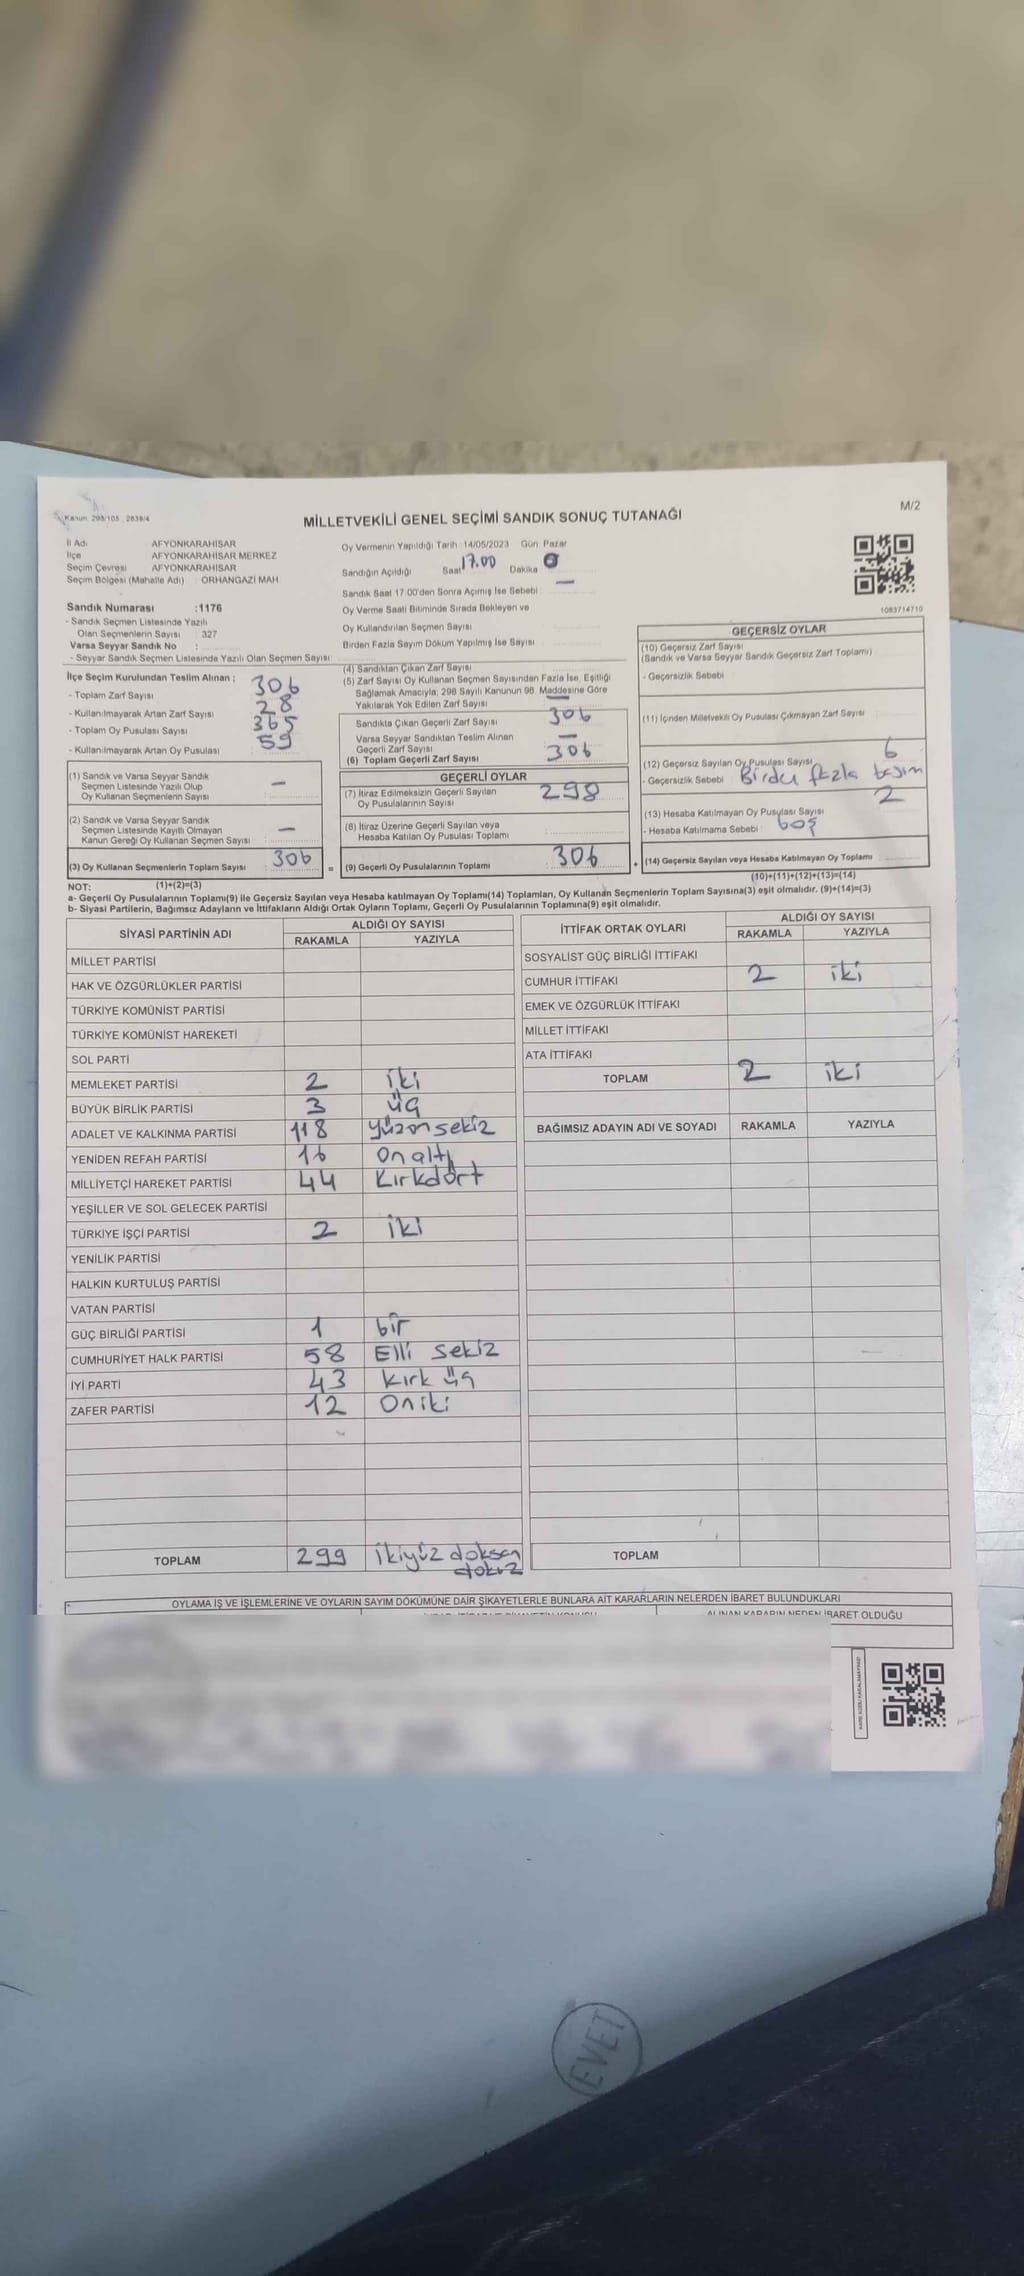 Kanun: 298/105, 2839/4
MİLLETVEKİLİ GENEL SEÇİMİ SANDIK SONUÇ TUTANAĞI
M/2
İl Adı AFYONKARAHİSAR
İlçe AFYONKARAHİSAR MERKEZ
Seçim Çevresi AFYONKARAHİSAR
Seçim Bölgesi (Mahalle Adı) ORHANGAZİ MAH
Sandık Numarası :1176
- Sandık Seçmen Listesinde Yazılı
Olan Seçmenlerin Sayısı : 327
Varsa Seyyar Sandık No :
- Seyyar Sandık Seçmen Listesinde Yazılı Olan Seçmen Sayısı:
İlçe Seçim Kurulundan Teslim Alınan ;
- Toplam Zarf Sayısı 306
- Kullanılmayarak Artan Zarf Sayısı 28
- Toplam Oy Pusulası Sayısı 365
- Kullanılmayarak Artan Oy Pusulası 59
Oy Vermenin Yapıldığı Tarih :14/05/2023 Gün Pazar
Sandığın Açıldığı Saat 17.00 Dakika 0
Sandık Saat 17.00'den Sonra Açımış İse Sebebi : —
Oy Verme Saati Bitiminde Sırada Bekleyen ve
Oy Kullandırılan Seçmen Sayısı
Birden Fazla Sayım Döküm Yapılmış İse Sayısı
(4) Sandıktan Çıkan Zarf Sayısı
(5) Zarf Sayısı Oy Kullanan Seçmen Sayısından Fazla İse, Eşitliği
Sağlamak Amacıyla; 298 Sayılı Kanunun 98. Maddesine Göre
Yakılarak Yok Edilen Zarf Sayısı —
Sandıkta Çıkan Geçerli Zarf Sayısı 306
Varsa Seyyar Sandıktan Teslim Alınan
Geçerli Zarf Sayısı —
(6) Toplam Geçerli Zarf Sayısı 306
1083714710
GEÇERSİZ OYLAR
(10) Geçersiz Zarf Sayısı
(Sandık ve Varsa Seyyar Sandık Geçersiz Zarf Toplamı)
- Geçersizlik Sebebi
(11) İçinden Milletvekili Oy Pusulası Çıkmayan Zarf Sayısı
(12) Geçersiz Sayılan Oy Pusulası Sayısı 6
- Geçersizlik Sebebi Birden fazla basım
(13) Hesaba Katılmayan Oy Pusulası Sayısı 2
- Hesaba Katılmama Sebebi : boş
(14) Geçersiz Sayılan veya Hesaba Katılmayan Oy Toplamı
(10)+(11)+(12)+(13)=(14)
(1) Sandık ve Varsa Seyyar Sandık
Seçmen Listesinde Yazılı Olup
Oy Kullanan Seçmenlerin Sayısı : —
(2) Sandık ve Varsa Seyyar Sandık
Seçmen Listesinde Kayıtlı Olmayan
Kanun Gereği Oy Kullanan Seçmen Sayısı : —
(3) Oy Kullanan Seçmenlerin Toplam Sayısı : 306 =
GEÇERLİ OYLAR
(7) İtiraz Edilmeksizin Geçerli Sayılan
Oy Pusulalarının Sayısı 298
(8) İtiraz Üzerine Geçerli Sayılan veya
Hesaba Katılan Oy Pusulası Toplamı
(9) Geçerli Oy Pusulalarının Toplamı 306 +
NOT: (1)+(2)=(3)
a- Geçerli Oy Pusulalarının Toplamı(9) ile Geçersiz Sayılan veya Hesaba katılmayan Oy Toplamı(14) Toplamları, Oy Kullanan Seçmenlerin Toplam Sayısına(3) eşit olmalıdır. (9)+(14)=(3)
b- Siyasi Partilerin, Bağımsız Adayların ve İttifakların Aldığı Ortak Oyların Toplamı, Geçerli Oy Pusulalarının Toplamına(9) eşit olmalıdır.
SİYASİ PARTİNİN ADI ALDIĞI OY SAYISI
RAKAMLA YAZIYLA
MİLLET PARTİSİ
HAK VE ÖZGÜRLÜKLER PARTİSİ
TÜRKİYE KOMÜNİST PARTİSİ
TÜRKİYE KOMÜNİST HAREKETİ
SOL PARTİ
MEMLEKET PARTİSİ 2 iki
BÜYÜK BİRLİK PARTİSİ 3 üç
ADALET VE KALKINMA PARTİSİ 118 yüzonsekiz
YENİDEN REFAH PARTİSİ 16 on altı
MİLLİYETÇİ HAREKET PARTİSİ 44 Kırkdört
YEŞİLLER VE SOL GELECEK PARTİSİ
TÜRKİYE İŞÇİ PARTİSİ 2 iki
YENİLİK PARTİSİ
HALKIN KURTULUŞ PARTİSİ
VATAN PARTİSİ
GÜÇ BİRLİĞİ PARTİSİ 1 bir
CUMHURİYET HALK PARTİSİ 58 Elli sekiz
İYİ PARTİ 43 Kırk üç
ZAFER PARTİSİ 12 Oniki
TOPLAM 299 ikiyüz doksan
dokuz
İTTİFAK ORTAK OYLARI ALDIĞI OY SAYISI
RAKAMLA YAZIYLA
SOSYALİST GÜÇ BİRLİĞİ İTTİFAKI
CUMHUR İTTİFAKI 2 iki
EMEK VE ÖZGÜRLÜK İTTİFAKI
MİLLET İTTİFAKI
ATA İTTİFAKI
TOPLAM 2 iki
BAĞIMSIZ ADAYIN ADI VE SOYADI RAKAMLA YAZIYLA
TOPLAM
OYLAMA İŞ VE İŞLEMLERİNE VE OYLARIN SAYIM DÖKÜMÜNE DAİR ŞİKAYETLERLE BUNLARA AİT KARARLARIN NELERDEN İBARET BULUNDUKLARI
ALINAN KARARIN NEDEN İBARET OLDUĞU
EVET